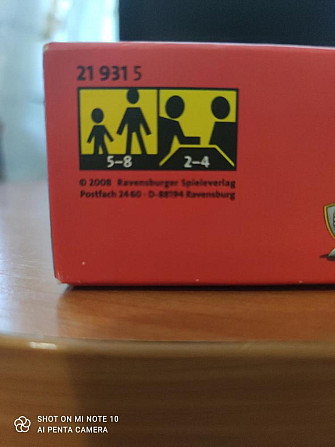 21 931 5
5-8 2-4
© 2008 Ravensburger Spieleverlag
Postfach 24 60 · D-88194 Ravensburg
SHOT ON MI NOTE 10
AI PENTA CAMERA